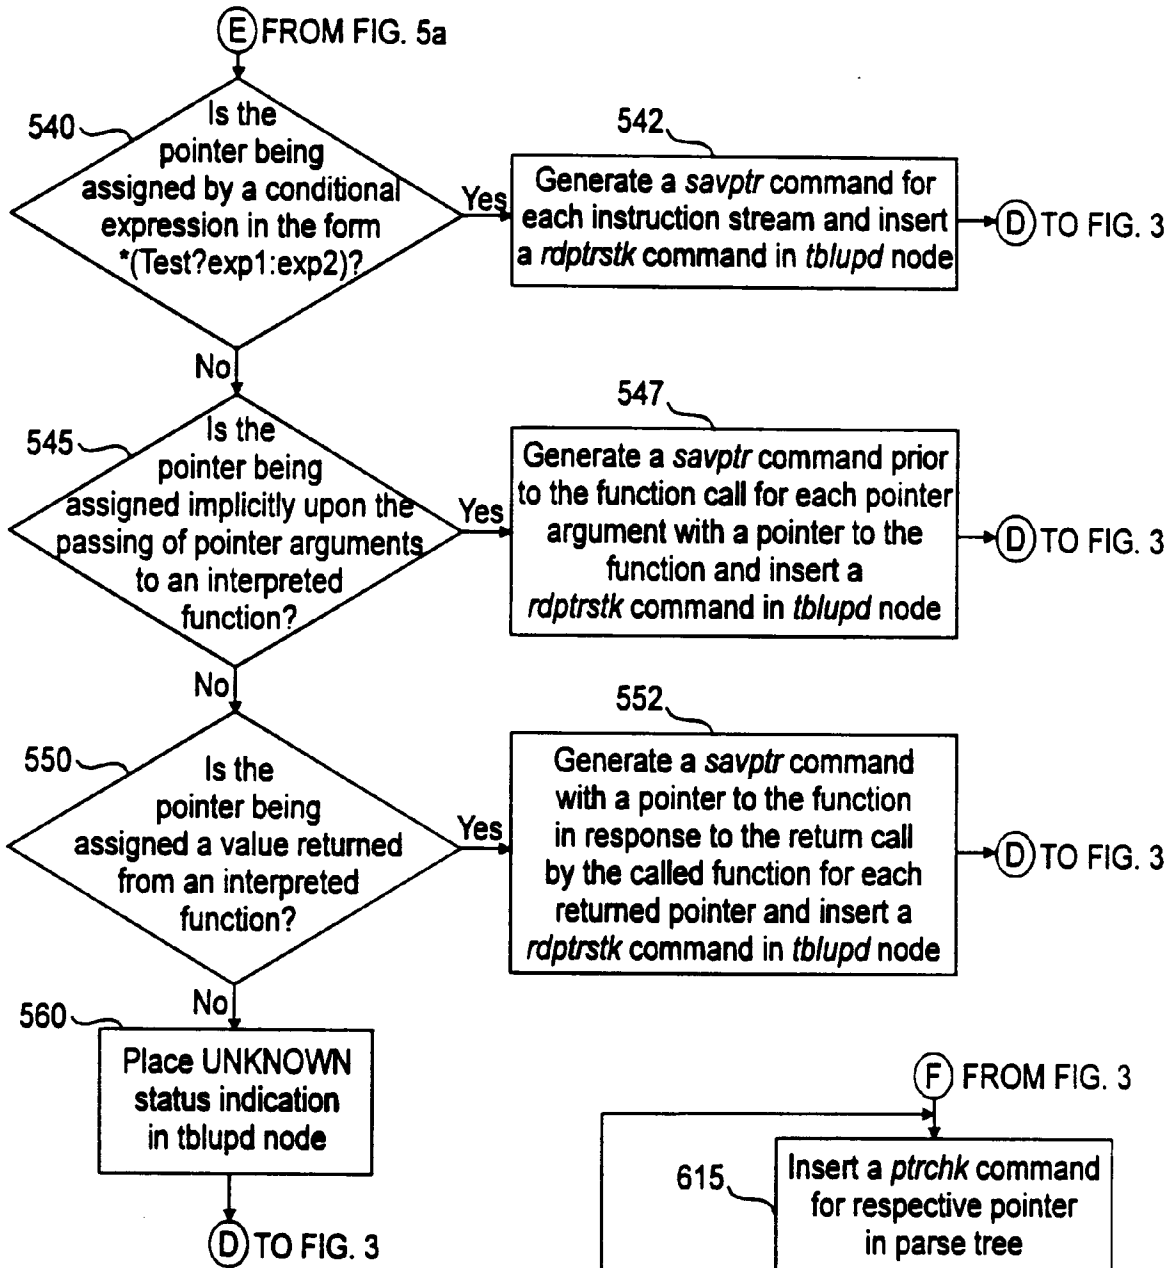 E FROM FIG. 5a
540
Is the
pointer being
assigned by a conditional
expression in the form
*(Test?exp1:exp2)?
Yes
542
Generate a savptr command for
each instruction stream and insert
a rdptrstk command in tblupd node
D TO FIG. 3
No
545
Is the
pointer being
assigned implicitly upon the
passing of pointer arguments
to an interpreted
function?
Yes
547
Generate a savptr command prior
to the function call for each pointer
argument with a pointer to the
function and insert a
rdptrstk command in tblupd node
D TO FIG. 3
No
550
Is the
pointer being
assigned a value returned
from an interpreted
function?
Yes
552
Generate a savptr command
with a pointer to the function
in response to the return call
by the called function for each
returned pointer and insert a
rdptrstk command in tblupd node
D TO FIG. 3
No
560
Place UNKNOWN
status indication
in tblupd node
D TO FIG. 3
F FROM FIG. 3
615
Insert a ptrchk command
for respective pointer
in parse tree